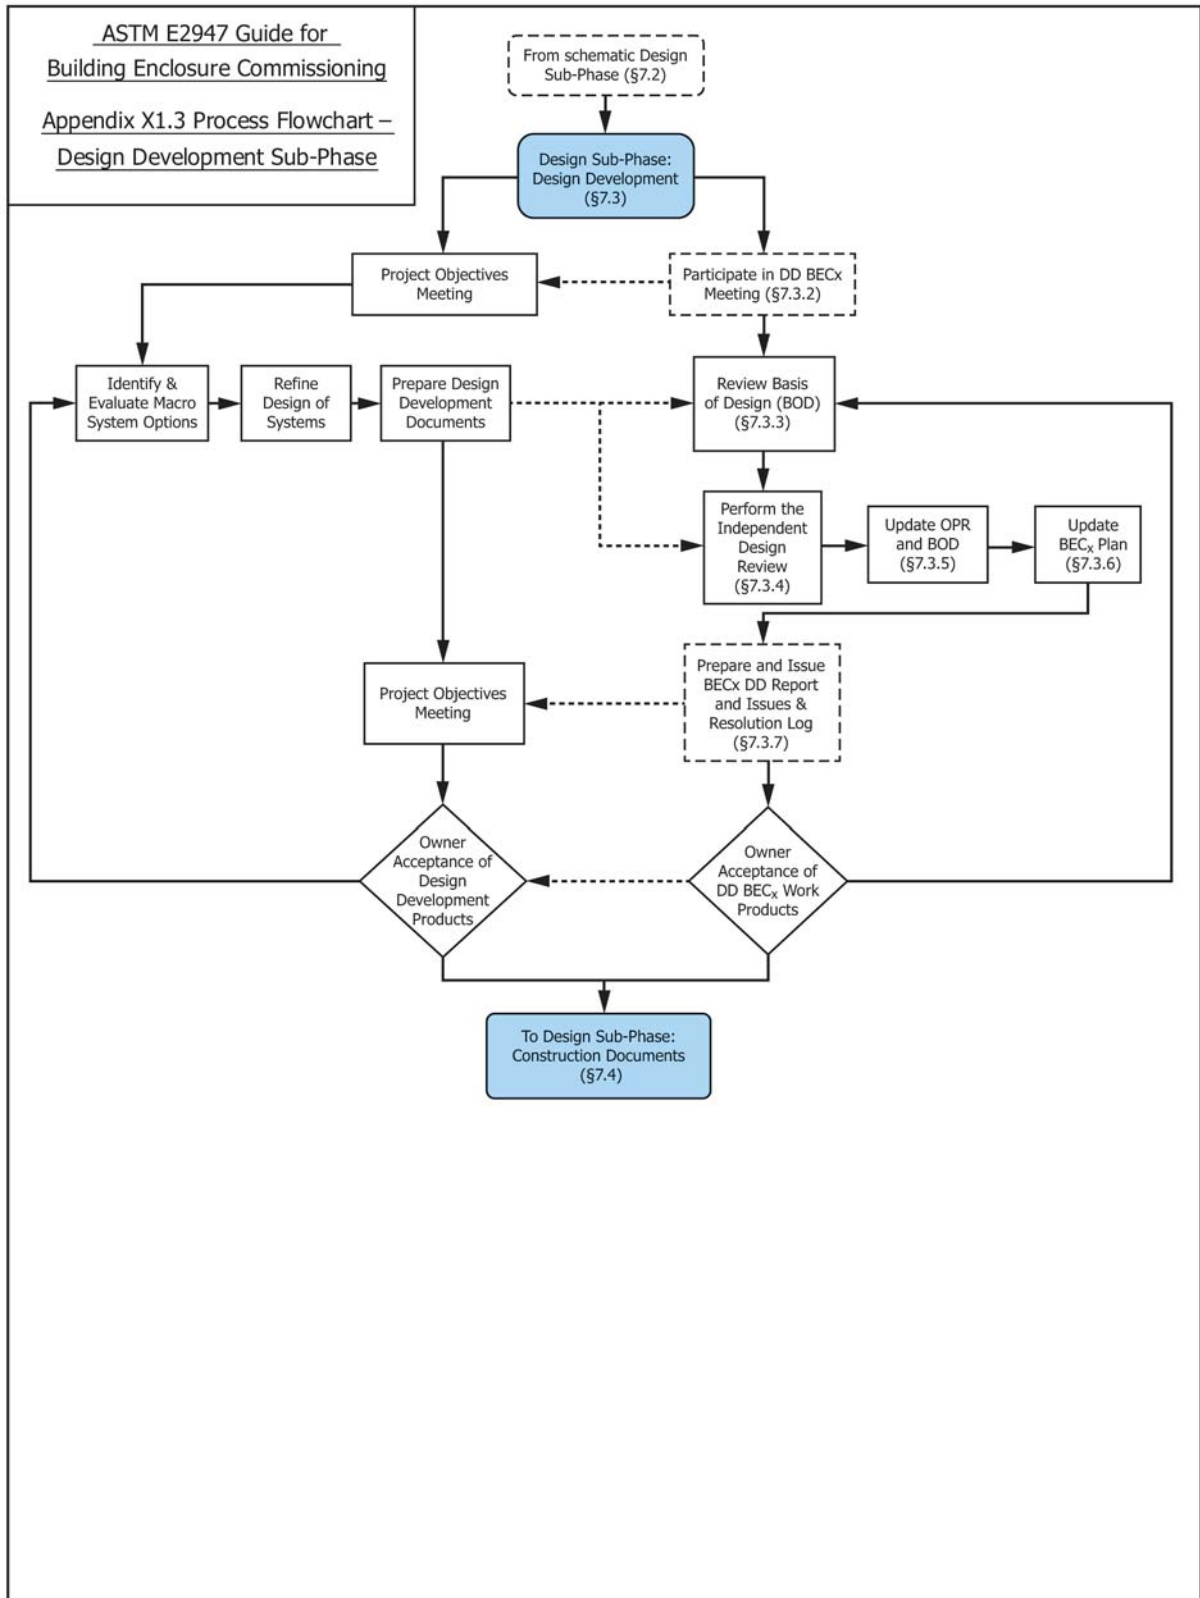 ASTM E2947 Guide for
Building Enclosure Commissioning
Appendix X1.3 Process Flowchart –
Design Development Sub-Phase
From schematic Design
Sub-Phase (§7.2)
Design Sub-Phase:
Design Development
(§7.3)
Project Objectives
Meeting
Participate in DD BECx
Meeting (§7.3.2)
Identify &
Evaluate Macro
System Options
Refine
Design of
Systems
Prepare Design
Development
Documents
Review Basis
of Design (BOD)
(§7.3.3)
Perform the
Independent
Design
Review
(§7.3.4)
Update OPR
and BOD
(§7.3.5)
Update
BECx Plan
(§7.3.6)
Project Objectives
Meeting
Prepare and Issue
BECx DD Report
and Issues &
Resolution Log
(§7.3.7)
Owner
Acceptance of
Design
Development
Products
Owner
Acceptance of
DD BECx Work
Products
To Design Sub-Phase:
Construction Documents
(§7.4)